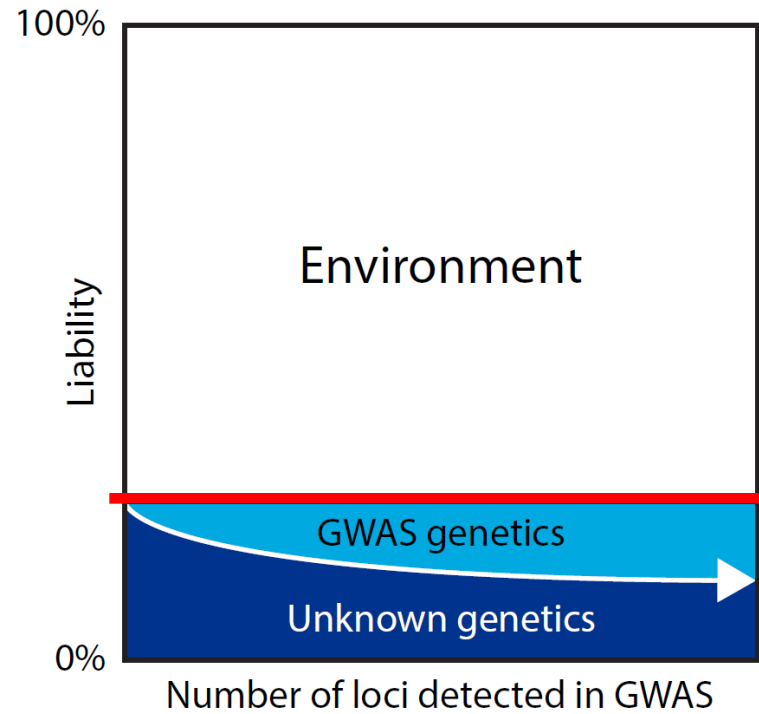 100%
Environment
Liability
GWAS genetics
Unknown genetics
0%
Number of loci detected in GWAS